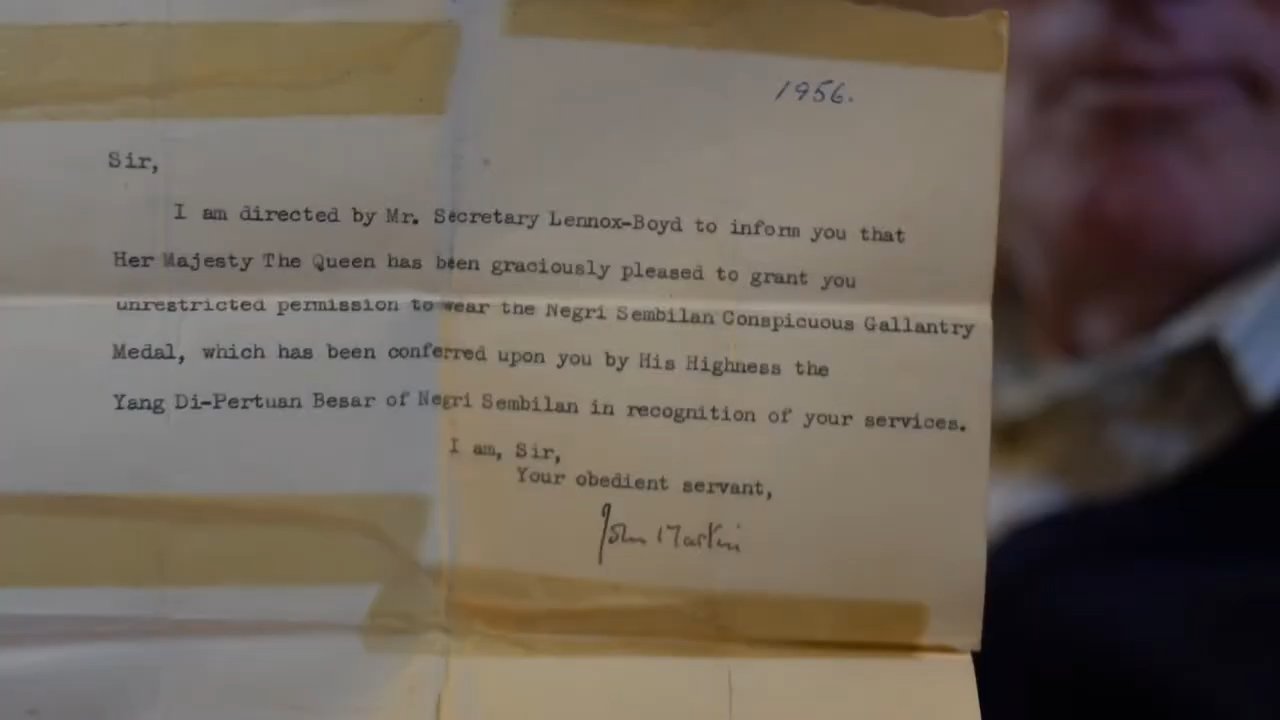 1956.
Sir,
I am directed by Mr. Secretary Lennox-Boyd to inform you that
Her Majesty The Queen has been graciously pleased to grant you
unrestricted permission to wear the Negri Sembilan Conspicuous Gallantry
Medal, which has been conferred upon you by His Highness the
Yang Di-Pertuan Besar of Negri Sembilan in recognition of your services.
I am, Sir,
Your obedient servant,
John Martin